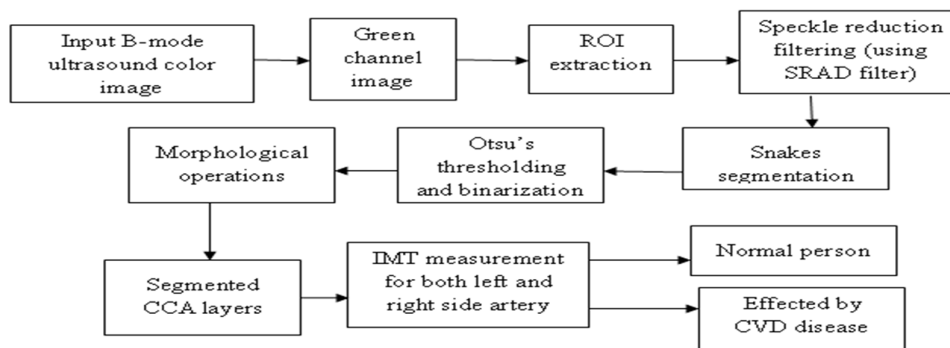 Input B-mode
ultrasound color
image
Green
channel
image
ROI
extraction
Speckle reduction
filtering (using
SRAD filter)
Snakes
segmentation
Otsu's
thresholding
and binarization
Morphological
operations
Segmented
CCA layers
IMT measurement
for both left and
right side artery
Normal person
Effected by
CVD disease